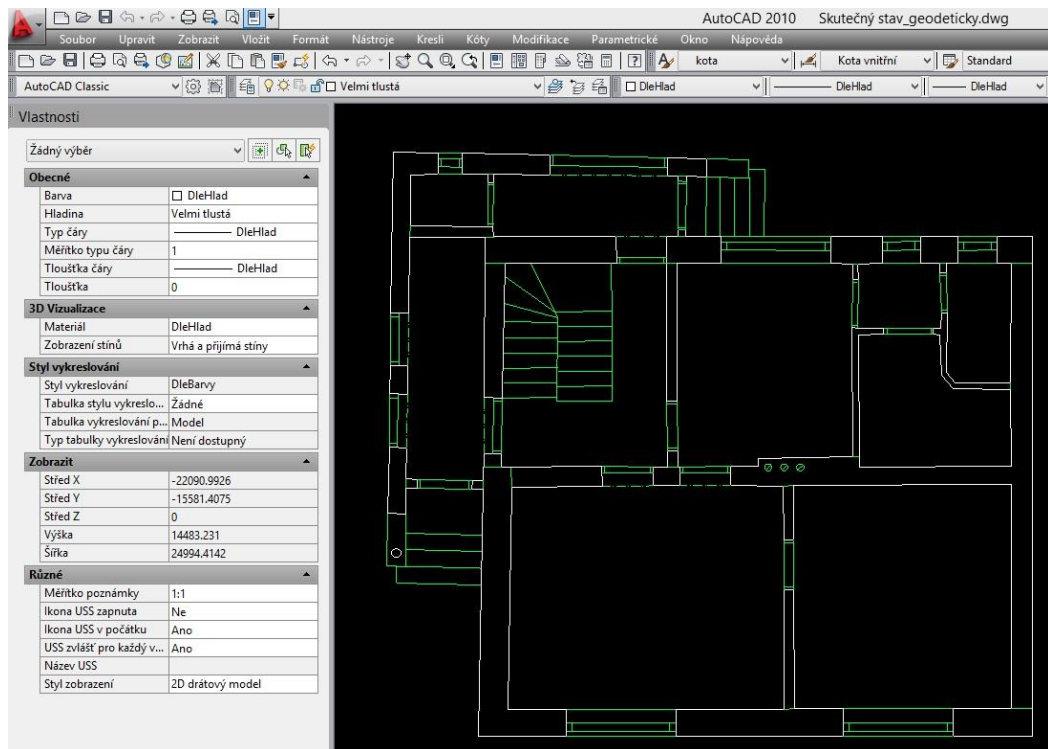 AutoCAD 2010 Skutečný stav_geodeticky.dwg
Soubor Upravit Zobrazit Vložit Formát Nástroje Kresli Kóty Modifikace Parametrické Okno Nápověda
kota Kota vnitřní Standard
AutoCAD Classic Velmi tlustá DleHlad DleHlad DleHlad
Vlastnosti
Žádný výběr
Obecné
Barva DleHlad
Hladina Velmi tlustá
Typ čáry DleHlad
Měřítko typu čáry 1
Tloušťka čáry DleHlad
Tloušťka 0
3D Vizualizace
Materiál DleHlad
Zobrazení stínů Vrhá a přijímá stíny
Styl vykreslování
Styl vykreslování DleBarvy
Tabulka stylu vykreslo... Žádné
Tabulka vykreslování p... Model
Typ tabulky vykreslování Není dostupný
Zobrazit
Střed X -22090.9926
Střed Y -15581.4075
Střed Z 0
Výška 14483.231
Šířka 24994.4142
Různé
Měřítko poznámky 1:1
Ikona USS zapnuta Ne
Ikona USS v počátku Ano
USS zvlášť pro každý v... Ano
Název USS
Styl zobrazení 2D drátový model